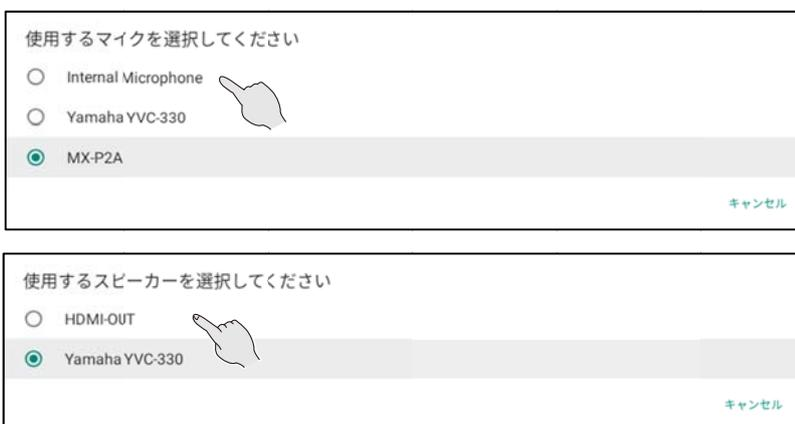 使用するマイクを選択してください
Internal Microphone
Yamaha YVC-330
MX-P2A
キャンセル
使用するスピーカーを選択してください
HDMI-OUT
Yamaha YVC-330
キャンセル